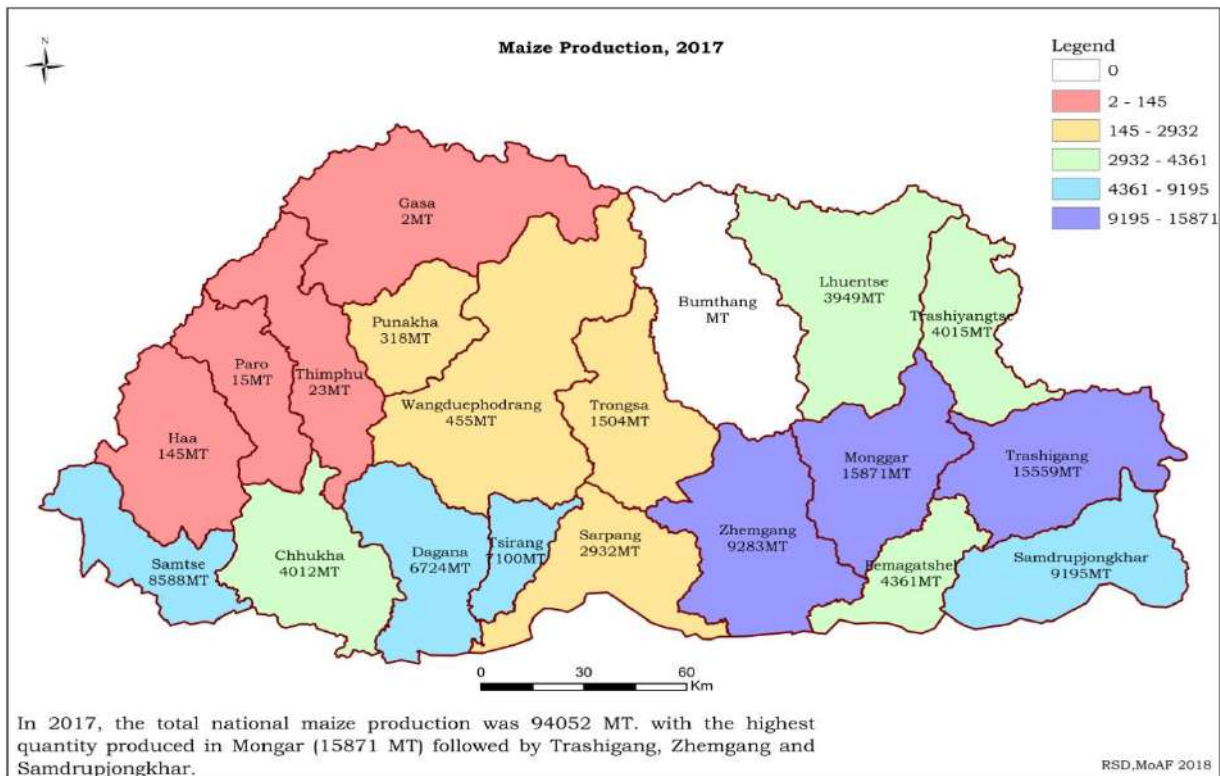 N
Maize Production, 2017
Legend
0
2 - 145
145 - 2932
2932 - 4361
4361 - 9195
9195 - 15871
Gasa
2MT
Punakha
318MT
Bumthang
MT
Lhuentse
3949MT
Trashiyangtse
4015MT
Paro
15MT
Thimphu
23MT
Wangduephodrang
455MT
Trongsa
1504MT
Haa
145MT
Monggar
15871MT
Trashigang
15559MT
Samtse
8588MT
Chhukha
4012MT
Dagana
6724MT
Tsirang
7100MT
Sarpang
2932MT
Zhemgang
9283MT
Pemagatshel
4361MT
Samdrupjongkhar
9195MT
0 30 60
Km
In 2017, the total national maize production was 94052 MT. with the highest
quantity produced in Mongar (15871 MT) followed by Trashigang, Zhemgang and
Samdrupjongkhar.
RSD,MoAF 2018